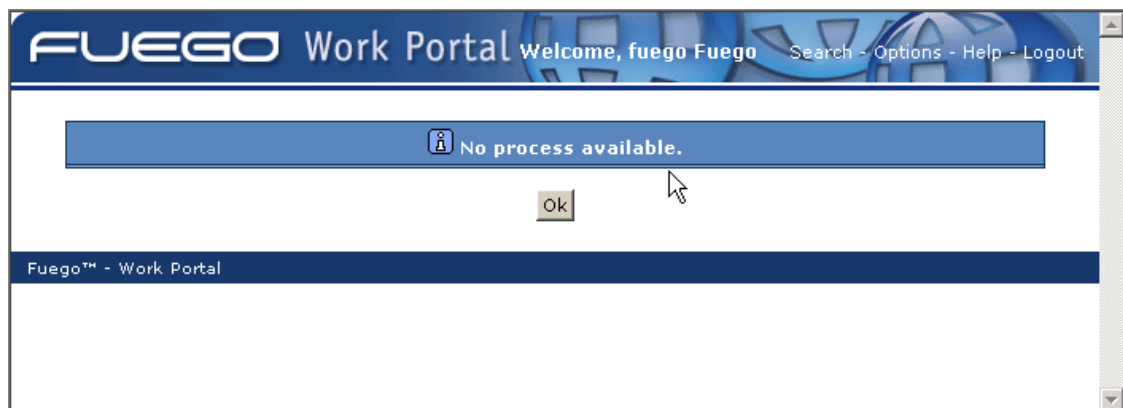 FUEGO Work Portal Welcome, fuego Fuego Search - Options - Help - Logout
No process available.
Ok
Fuego™ - Work Portal